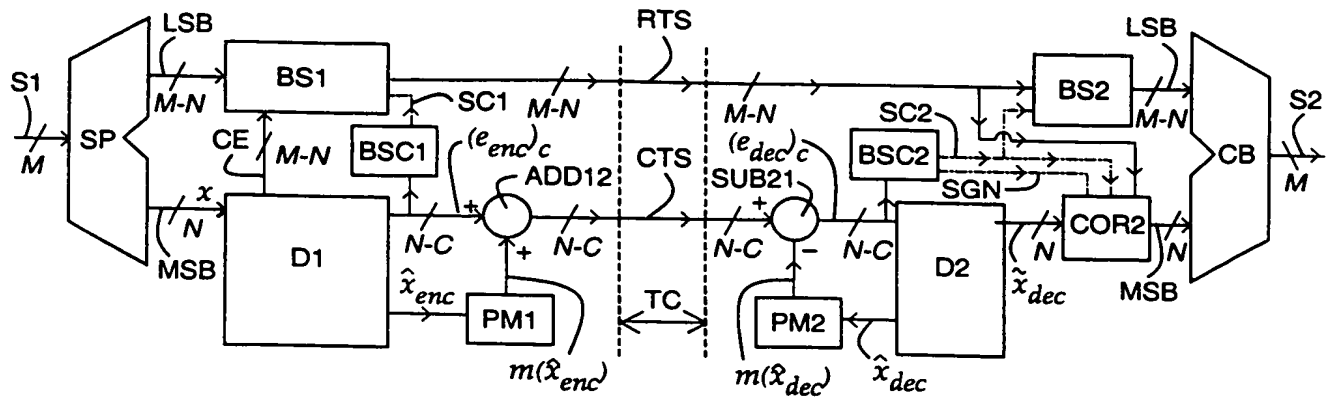 LSB
RTS
LSB
S1
BS1
SC1
BS2
S2
M-N
M-N
M-N
SC2
M-N
M
SP
CE
M-N
BSC1
(e_enc)_c
(e_dec)_c
BSC2
CB
M
ADD12
CTS
SUB21
SGN
x
N
MSB
D1
+
N-C
N-C
+
N-C
+
N-C
−
D2
N
COR2
N
MSB
x̂_enc
x̃_dec
PM1
TC
PM2
m(x̂_enc)
m(x̂_dec)
x̂_dec